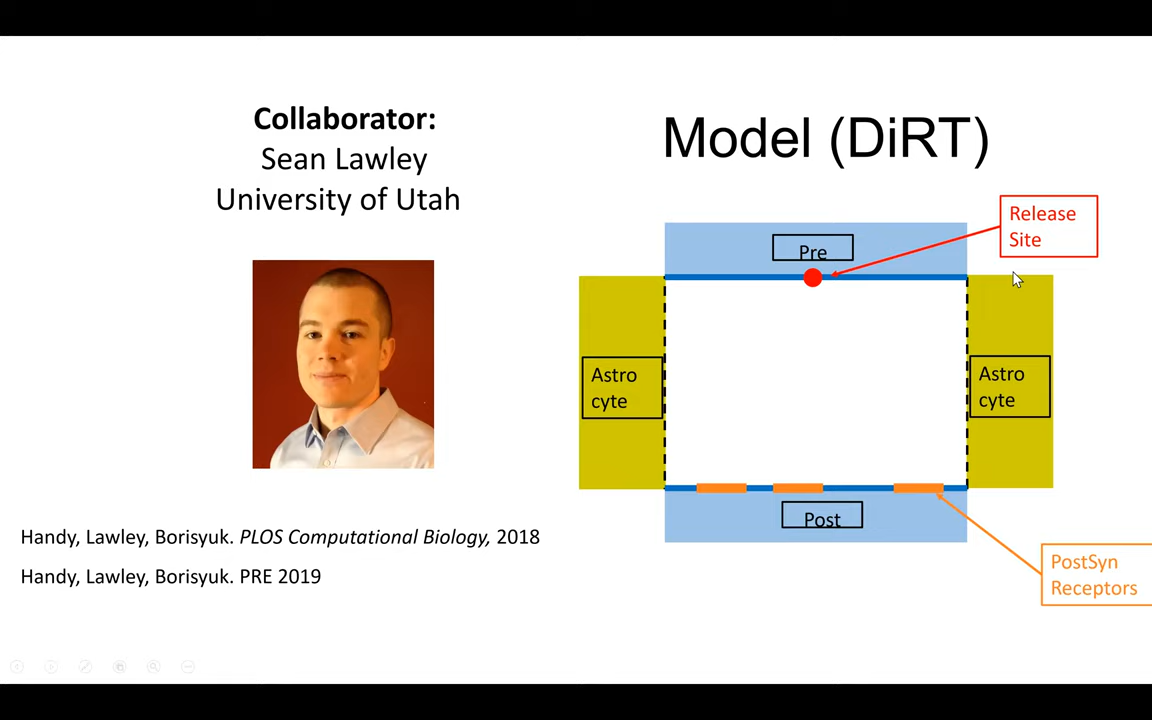 Collaborator:
Sean Lawley
University of Utah
Model (DiRT)
Release
Site
Pre
Astro
cyte
Astro
cyte
Post
PostSyn
Receptors
Handy, Lawley, Borisyuk. PLOS Computational Biology, 2018
Handy, Lawley, Borisyuk. PRE 2019